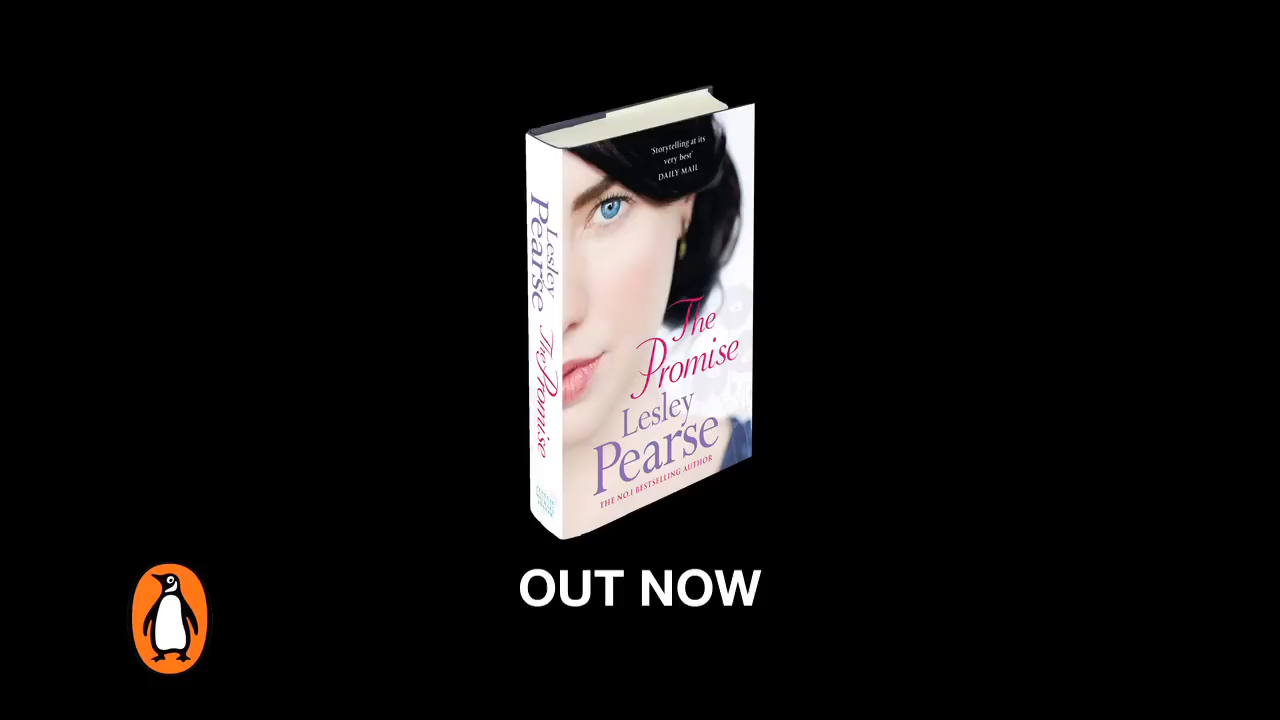 'Storytelling at its
very best'
DAILY MAIL
The
Promise
Lesley
Pearse
THE NO.1 BESTSELLING AUTHOR
Lesley
Pearse
The Promise
OUT NOW